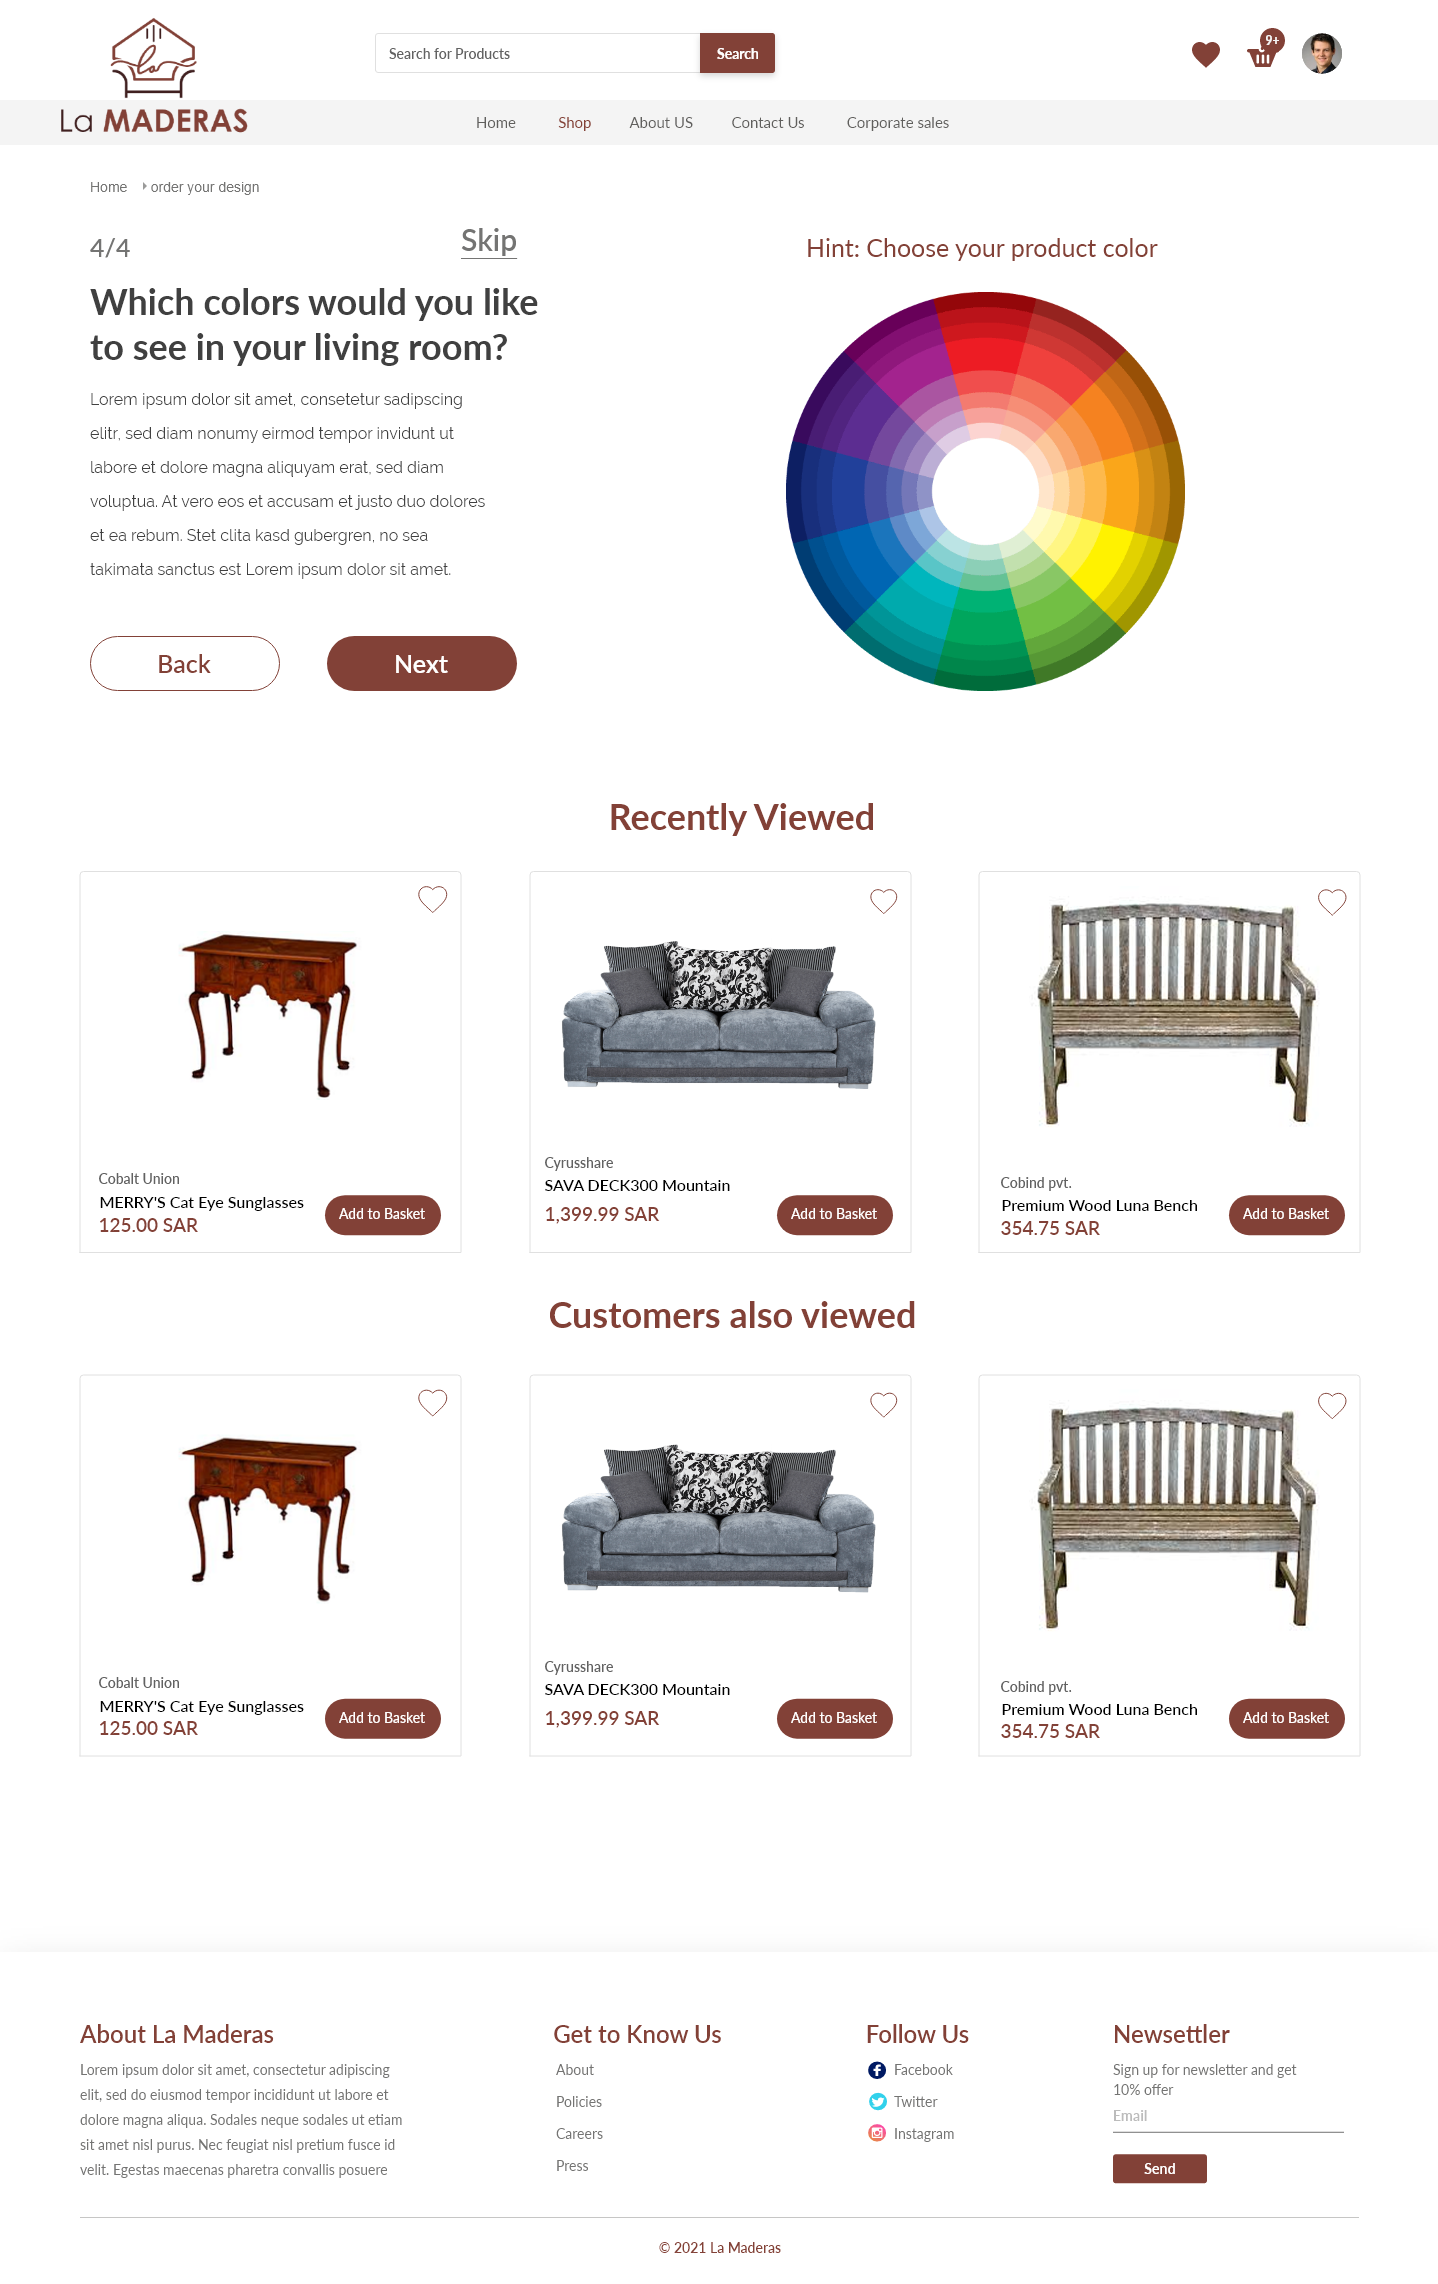 Search for Products
Search
9+
la
La MADERAS
Home
Shop
About US
Contact Us
Corporate sales
Home
order your design
4/4
Skip
Which colors would you like
to see in your living room?
Lorem ipsum dolor sit amet, consetetur sadipscing
elitr, sed diam nonumy eirmod tempor invidunt ut
labore et dolore magna aliquyam erat, sed diam
voluptua. At vero eos et accusam et justo duo dolores
et ea rebum. Stet clita kasd gubergren, no sea
takimata sanctus est Lorem ipsum dolor sit amet.
Back
Next
Hint: Choose your product color
Recently Viewed
Cobalt Union
MERRY'S Cat Eye Sunglasses
125.00 SAR
Add to Basket
Cyrusshare
SAVA DECK300 Mountain
1,399.99 SAR
Add to Basket
Cobind pvt.
Premium Wood Luna Bench
354.75 SAR
Add to Basket
Customers also viewed
Cobalt Union
MERRY'S Cat Eye Sunglasses
125.00 SAR
Add to Basket
Cyrusshare
SAVA DECK300 Mountain
1,399.99 SAR
Add to Basket
Cobind pvt.
Premium Wood Luna Bench
354.75 SAR
Add to Basket
About La Maderas
Lorem ipsum dolor sit amet, consectetur adipiscing
elit, sed do eiusmod tempor incididunt ut labore et
dolore magna aliqua. Sodales neque sodales ut etiam
sit amet nisl purus. Nec feugiat nisl pretium fusce id
velit. Egestas maecenas pharetra convallis posuere
Get to Know Us
About
Policies
Careers
Press
Follow Us
Facebook
Twitter
Instagram
Newsettler
Sign up for newsletter and get
10% offer
Email
Send
© 2021 La Maderas